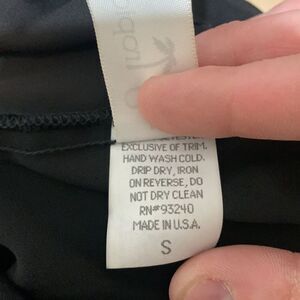 EXCLUSIVE OF TRIM.
HAND WASH COLD.
DRIP DRY, IRON
ON REVERSE, DO
NOT DRY CLEAN
RN#93240
MADE IN U.S.A.
S